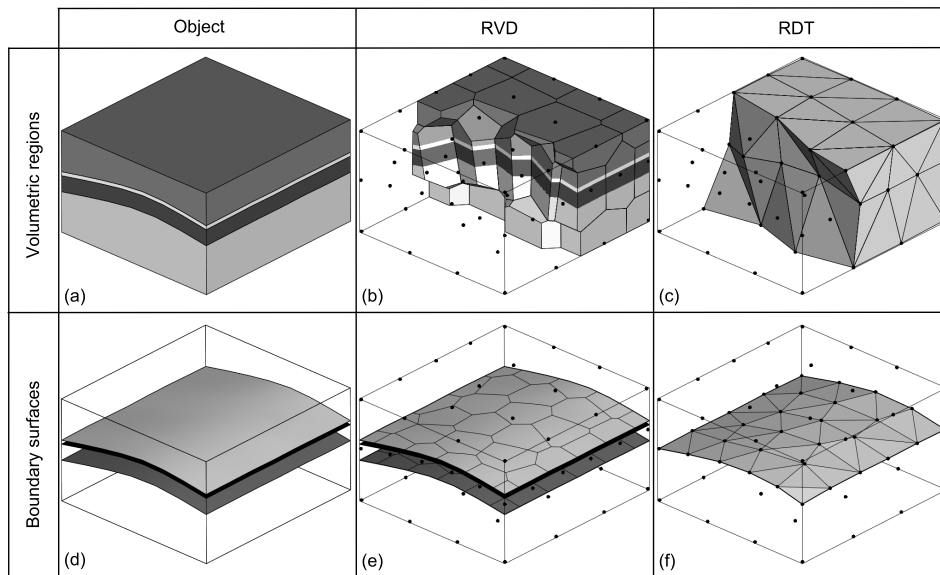 Object
RVD
RDT
Volumetric regions
(a)
(b)
(c)
Boundary surfaces
(d)
(e)
(f)